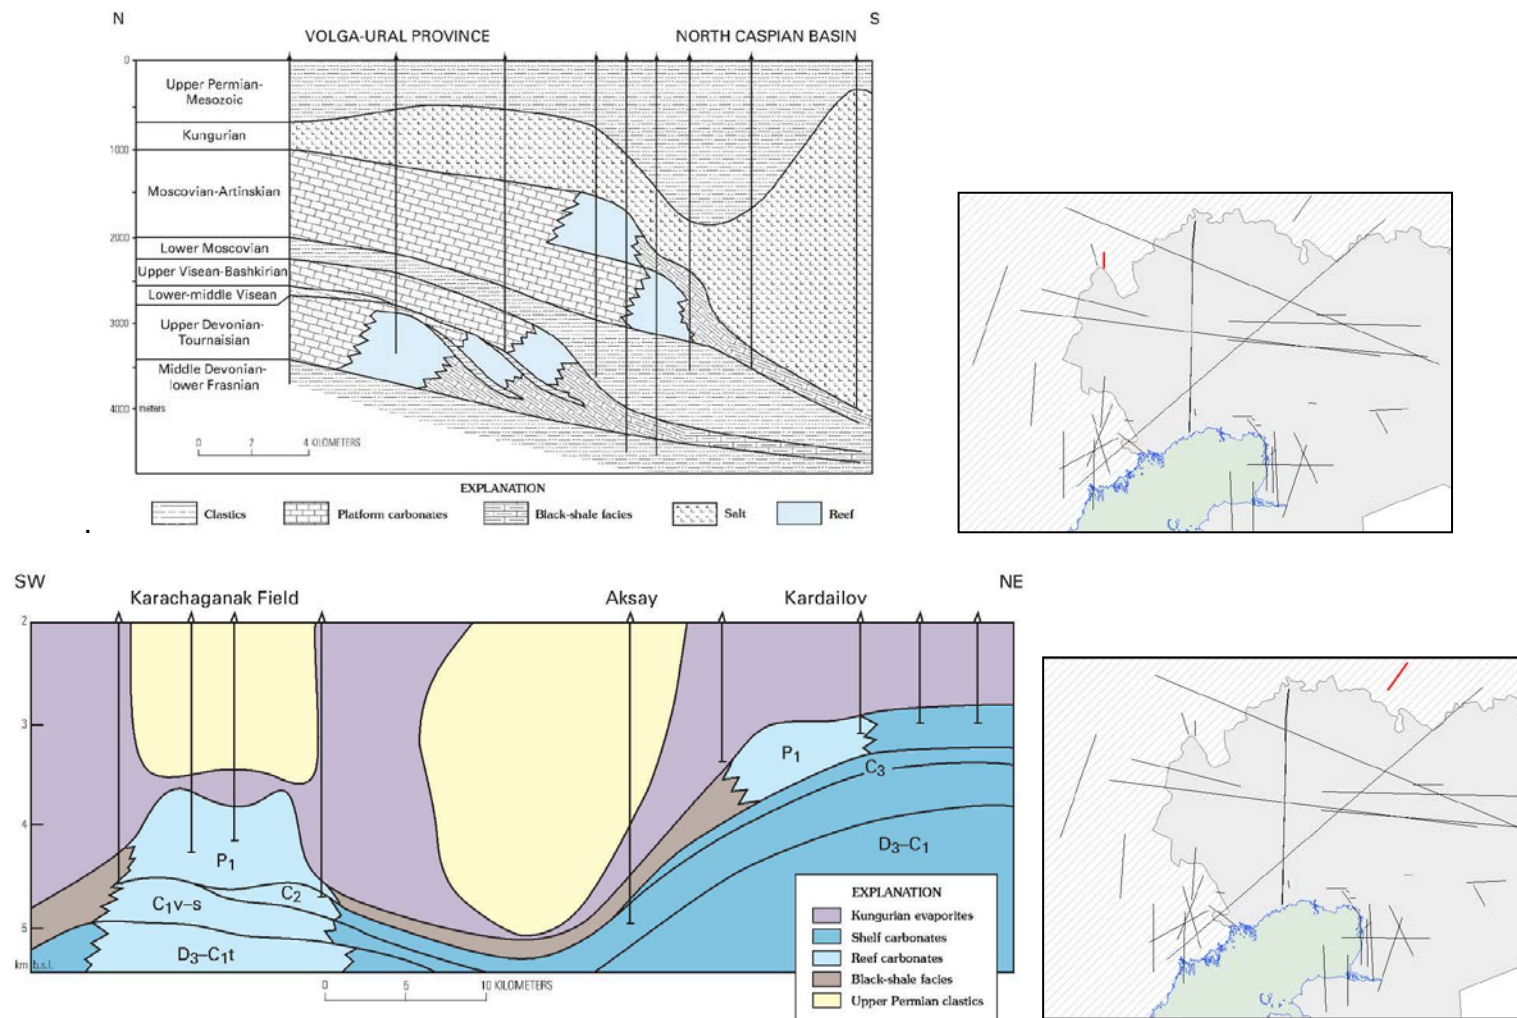 N
S
VOLGA-URAL PROVINCE
NORTH CASPIAN BASIN
0
Upper Permian-
Mesozoic
Kungurian
1000
Moscovian-Artinskian
2000
Lower Moscovian
Upper Visean-Bashkirian
Lower-middle Visean
3000
Upper Devonian-
Tournaisian
Middle Devonian-
lower Frasnian
4000
meters
0 2 4 KILOMETERS
EXPLANATION
Clastics
Platform carbonates
Black-shale facies
Salt
Reef
.
SW
NE
Karachaganak Field
Aksay
Kardailov
2
3
4
5
km b.s.l.
P1
C2
C1v–s
D3–C1t
P1
C3
D3–C1
0 5 10 KILOMETERS
EXPLANATION
Kungurian evaporites
Shelf carbonates
Reef carbonates
Black-shale facies
Upper Permian clastics